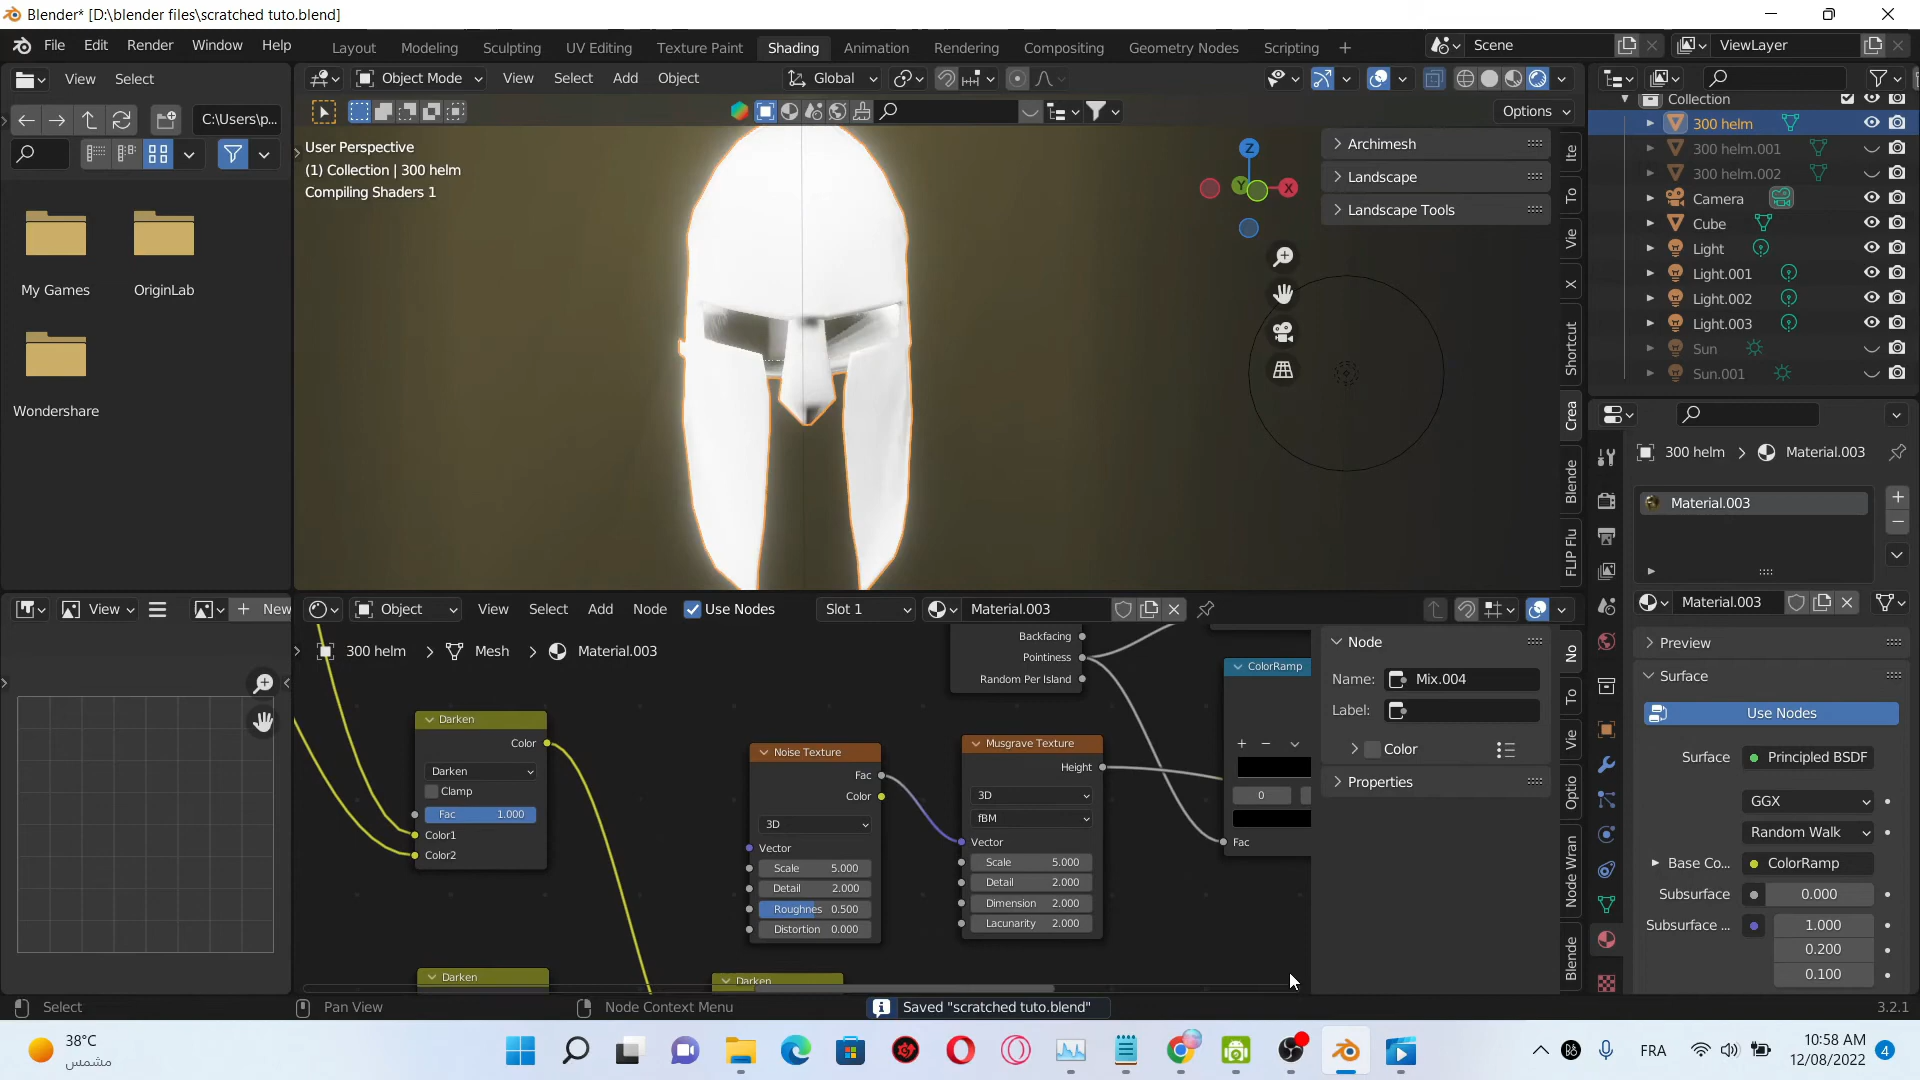 Blender* [D:\blender files\scratched tuto.blend]
File Edit Render Window Help
Layout Modeling Sculpting UV Editing Texture Paint Shading Animation Rendering Compositing Geometry Nodes Scripting +
Scene
ViewLayer
View Select
Object Mode View Select Add Object
Global
C:\Users\p...
Options
User Perspective
(1) Collection | 300 helm
Compiling Shaders 1
My Games
OriginLab
Wondershare
Z
Y
X
Archimesh
Landscape
Landscape Tools
Ite
To
Vie
X
Shortcut
Crea
Blende
FLIP Flu
Collection
300 helm
300 helm.001
300 helm.002
Camera
Cube
Light
Light.001
Light.002
Light.003
Sun
Sun.001
300 helm > Material.003
Material.003
Material.003
Preview
Surface
Use Nodes
Surface Principled BSDF
GGX
Random Walk
Base Co... ColorRamp
Subsurface 0.000
Subsurface ... 1.000
0.200
0.100
View
New
Object View Select Add Node Use Nodes Slot 1 Material.003
300 helm > Mesh > Material.003
Darken
Color
Darken
Clamp
Fac 1.000
Color1
Color2
Darken
Noise Texture
Fac
Color
3D
Vector
Scale 5.000
Detail 2.000
Roughnes 0.500
Distortion 0.000
Darken
Backfacing
Pointiness
Random Per Island
Musgrave Texture
Height
3D
fBM
Vector
Scale 5.000
Detail 2.000
Dimension 2.000
Lacunarity 2.000
ColorRamp
0
Fac
Node
Name: Mix.004
Label:
Color
Properties
No
To
Vie
Optio
Node Wran
Blende
Select
Pan View
Node Context Menu
Saved "scratched tuto.blend"
3.2.1
38°C
مشمس
FRA
10:58 AM
12/08/2022
4